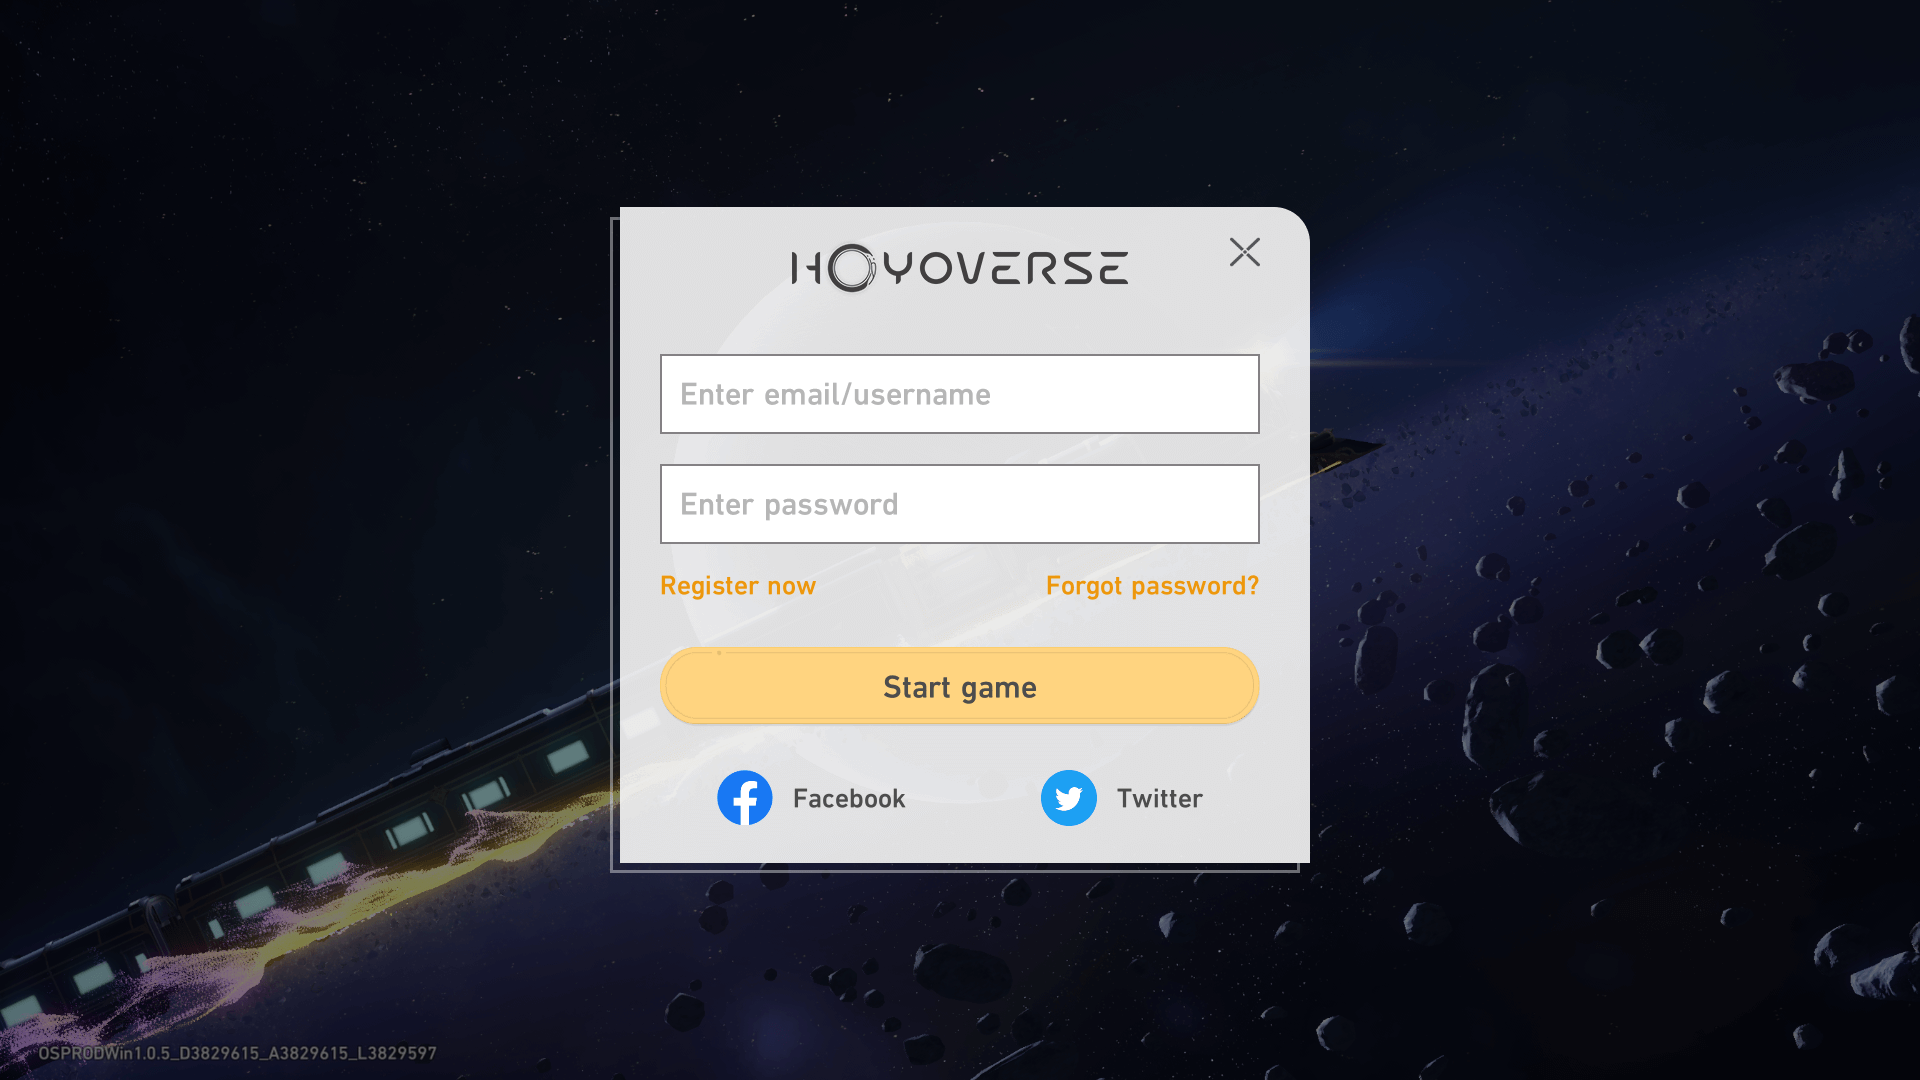 HOYOVERSE
Enter email/username
Enter password
Register now
Forgot password?
Start game
Facebook
Twitter
OSPRODWin1.0.5_D3829615_A3829615_L3829597